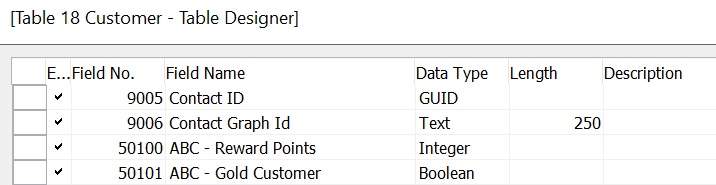 [Table 18 Customer - Table Designer]
E... Field No. Field Name Data Type Length Description
9005 Contact ID GUID
9006 Contact Graph Id Text 250
50100 ABC - Reward Points Integer
50101 ABC - Gold Customer Boolean